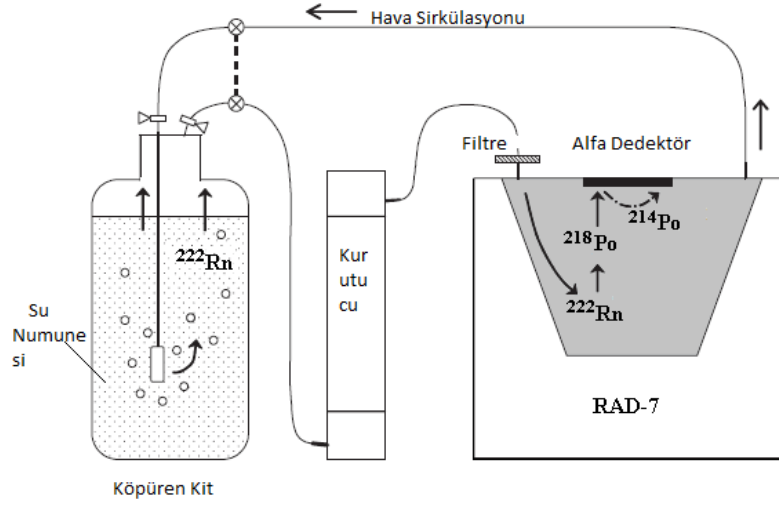 Hava Sirkülasyonu
Filtre
Alfa Dedektör
²¹⁴Po
²¹⁸Po
²²²Rn
²²²Rn
Kur
utu
cu
Su
Numune
si
RAD-7
Köpüren Kit